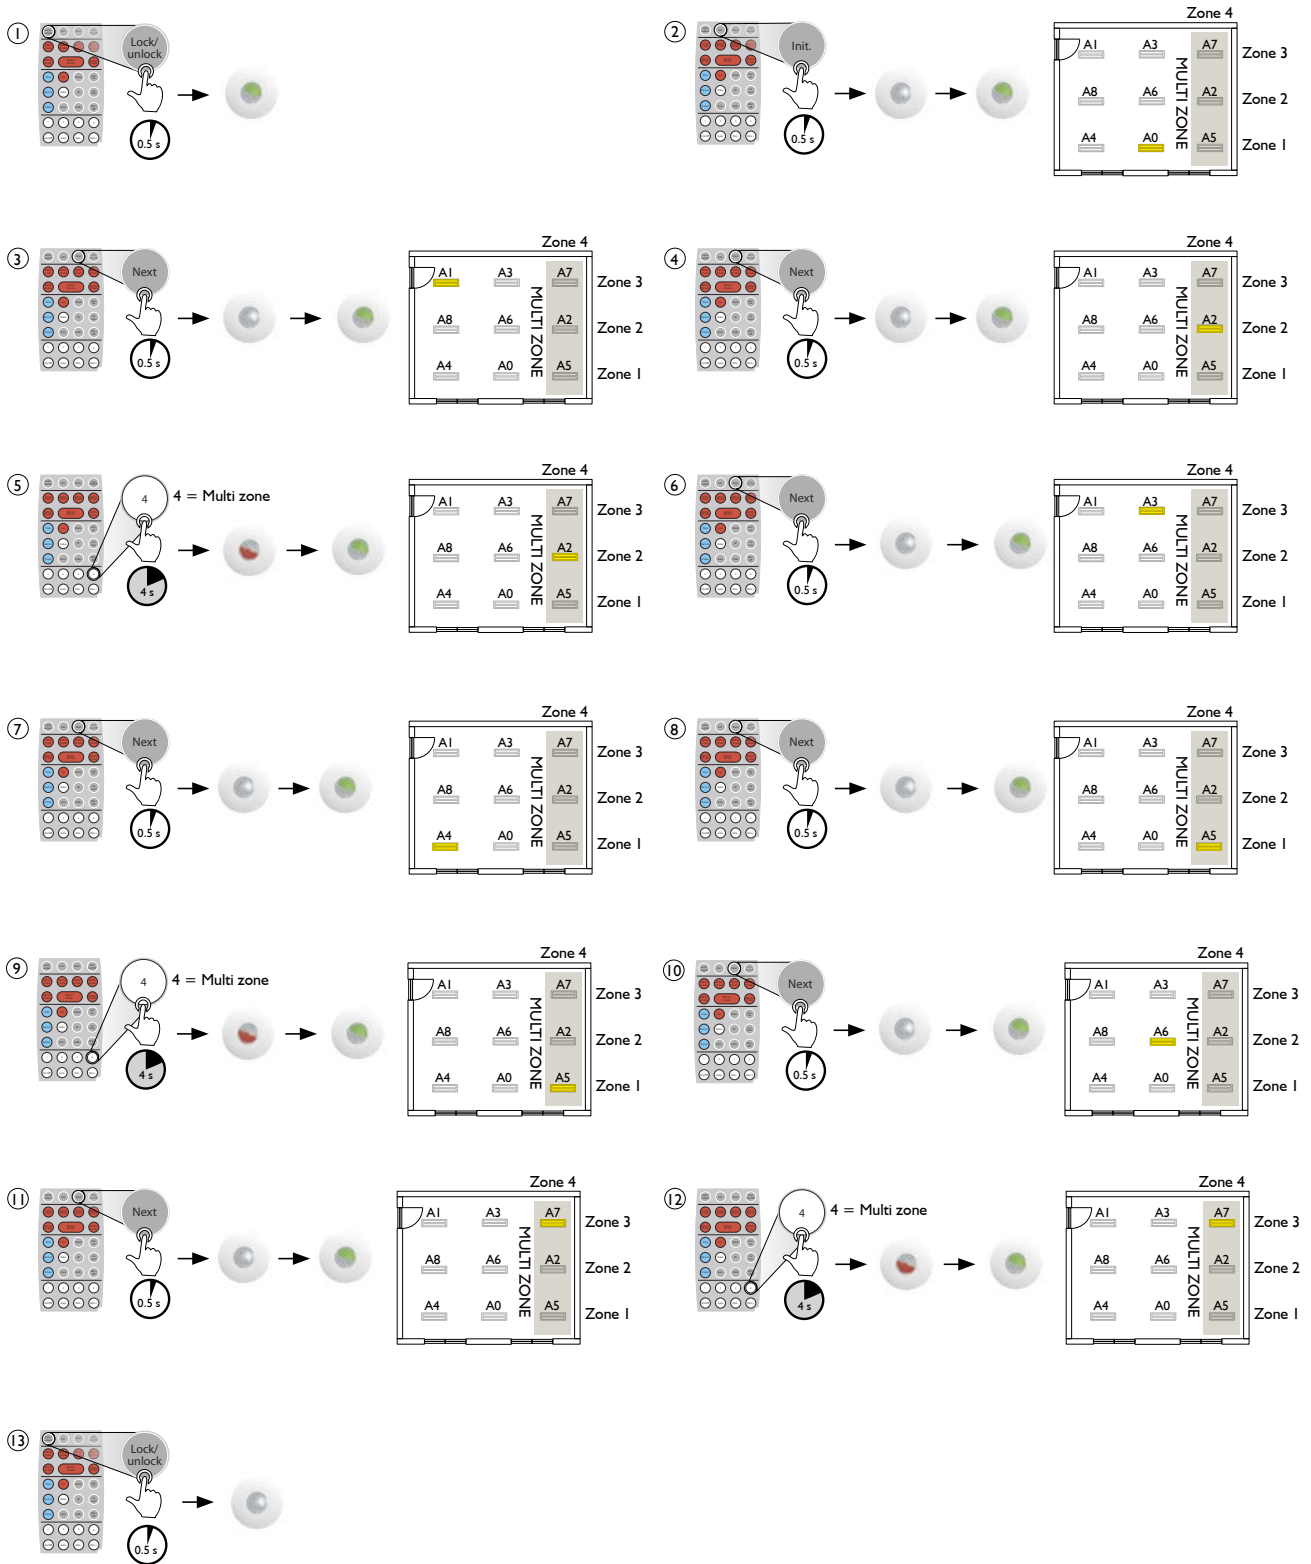 1
Lock/
unlock
0.5 s
2
Init.
0.5 s
Zone 4
A1 A3 A7 Zone 3
A8 A6 A2 Zone 2
A4 A0 A5 Zone 1
MULTI ZONE
3
Next
0.5 s
Zone 4
A1 A3 A7 Zone 3
A8 A6 A2 Zone 2
A4 A0 A5 Zone 1
MULTI ZONE
4
Next
0.5 s
Zone 4
A1 A3 A7 Zone 3
A8 A6 A2 Zone 2
A4 A0 A5 Zone 1
MULTI ZONE
5
4
4 = Multi zone
4 s
Zone 4
A1 A3 A7 Zone 3
A8 A6 A2 Zone 2
A4 A0 A5 Zone 1
MULTI ZONE
6
Next
0.5 s
Zone 4
A1 A3 A7 Zone 3
A8 A6 A2 Zone 2
A4 A0 A5 Zone 1
MULTI ZONE
7
Next
0.5 s
Zone 4
A1 A3 A7 Zone 3
A8 A6 A2 Zone 2
A4 A0 A5 Zone 1
MULTI ZONE
8
Next
0.5 s
Zone 4
A1 A3 A7 Zone 3
A8 A6 A2 Zone 2
A4 A0 A5 Zone 1
MULTI ZONE
9
4
4 = Multi zone
4 s
Zone 4
A1 A3 A7 Zone 3
A8 A6 A2 Zone 2
A4 A0 A5 Zone 1
MULTI ZONE
10
Next
0.5 s
Zone 4
A1 A3 A7 Zone 3
A8 A6 A2 Zone 2
A4 A0 A5 Zone 1
MULTI ZONE
11
Next
0.5 s
Zone 4
A1 A3 A7 Zone 3
A8 A6 A2 Zone 2
A4 A0 A5 Zone 1
MULTI ZONE
12
4
4 = Multi zone
4 s
Zone 4
A1 A3 A7 Zone 3
A8 A6 A2 Zone 2
A4 A0 A5 Zone 1
MULTI ZONE
13
Lock/
unlock
0.5 s